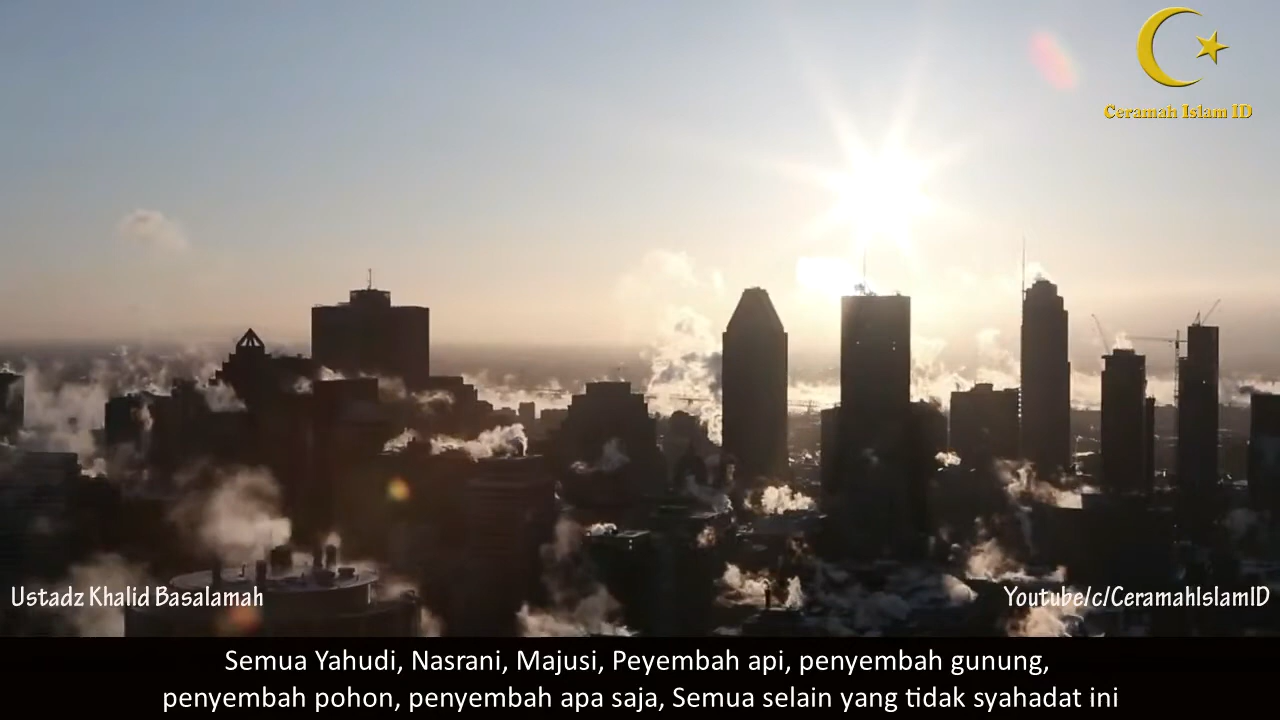 Ceramah Islam ID
Ustadz Khalid Basalamah
Youtube/c/CeramahIslamID
Semua Yahudi, Nasrani, Majusi, Peyembah api, penyembah gunung,
penyembah pohon, penyembah apa saja, Semua selain yang tidak syahadat ini